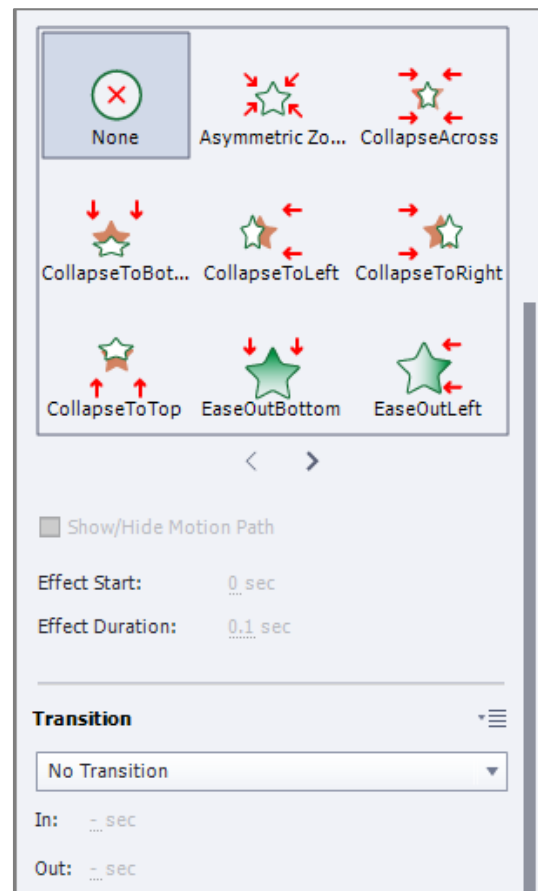 None
Asymmetric Zo...
CollapseAcross
CollapseToBot...
CollapseToLeft
CollapseToRight
CollapseToTop
EaseOutBottom
EaseOutLeft
Show/Hide Motion Path
Effect Start: 0 sec
Effect Duration: 0.1 sec
Transition
No Transition
In: - sec
Out: - sec